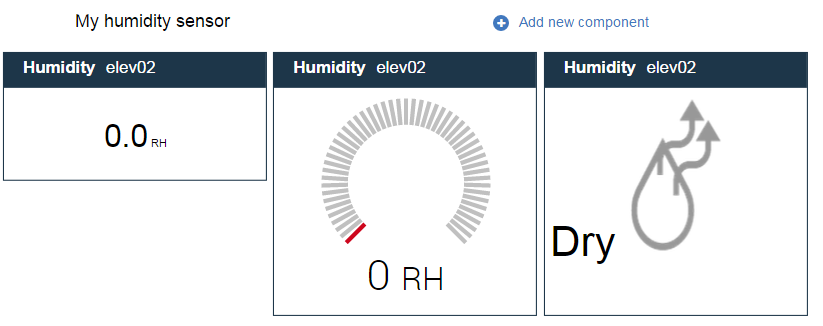 My humidity sensor
Add new component
Humidity elev02
0.0 RH
Humidity elev02
0 RH
Humidity elev02
Dry